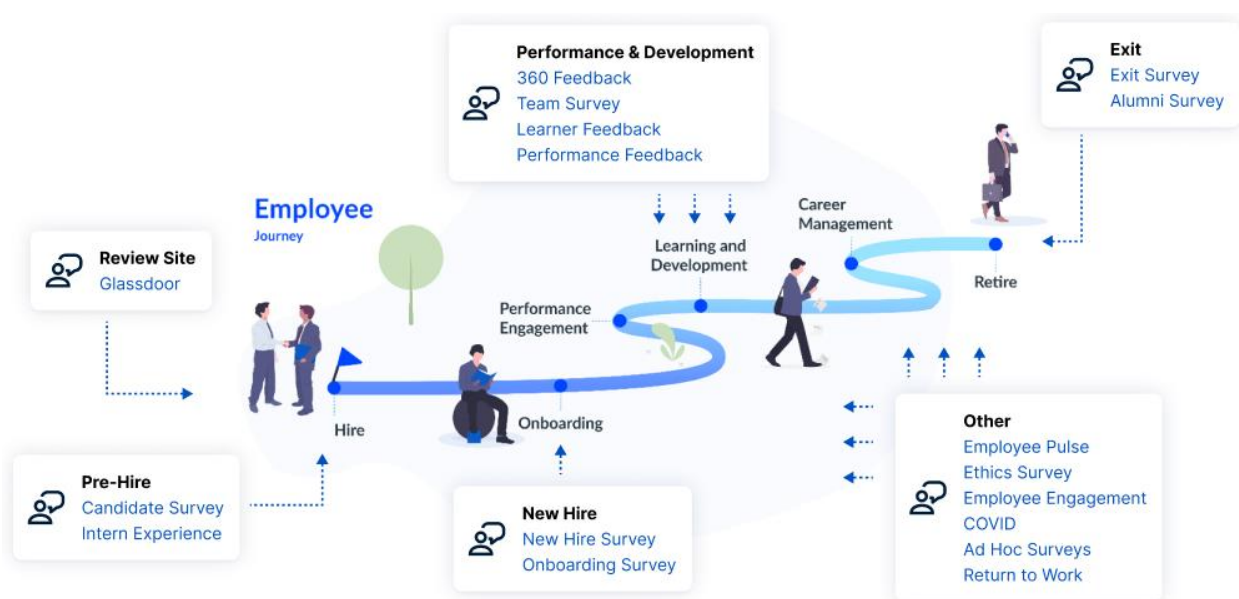 Performance & Development
360 Feedback
Team Survey
Learner Feedback
Performance Feedback
Exit
Exit Survey
Alumni Survey
Employee
Journey
Review Site
Glassdoor
Career
Management
Learning and
Development
Retire
Performance
Engagement
Hire
Onboarding
Pre-Hire
Candidate Survey
Intern Experience
New Hire
New Hire Survey
Onboarding Survey
Other
Employee Pulse
Ethics Survey
Employee Engagement
COVID
Ad Hoc Surveys
Return to Work